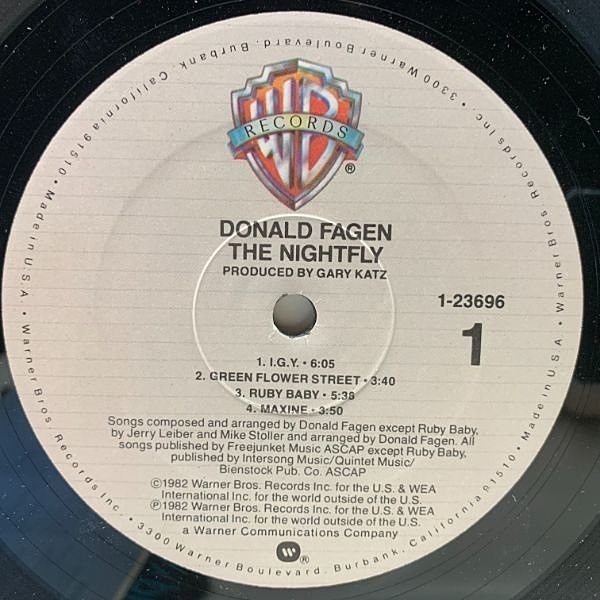 WB
RECORDS
®
DONALD FAGEN
THE NIGHTFLY
PRODUCED BY GARY KATZ
1-23696
1
1. I.G.Y. • 6:05
2. GREEN FLOWER STREET • 3:40
3. RUBY BABY • 5:38
4. MAXINE • 3:50
Songs composed and arranged by Donald Fagen except Ruby Baby,
by Jerry Leiber and Mike Stoller and arranged by Donald Fagen. All
songs published by Freejunket Music ASCAP except Ruby Baby,
published by Intersong Music/Quintet Music/
Bienstock Pub. Co. ASCAP
©1982 Warner Bros. Records Inc. for the U.S. & WEA
International Inc. for the world outside of the U.S.
℗1982 Warner Bros. Records Inc. for the U.S. & WEA
International Inc. for the world outside of the U.S.
a Warner Communications Company
®
Warner Bros. Records Inc. • 3300 Warner Boulevard, Burbank, California 91510 • Made in U.S.A. • Warner Bros Records Inc • 3300 Warner Boulevard, Burbank, California 91510 • Made in U.S.A. •